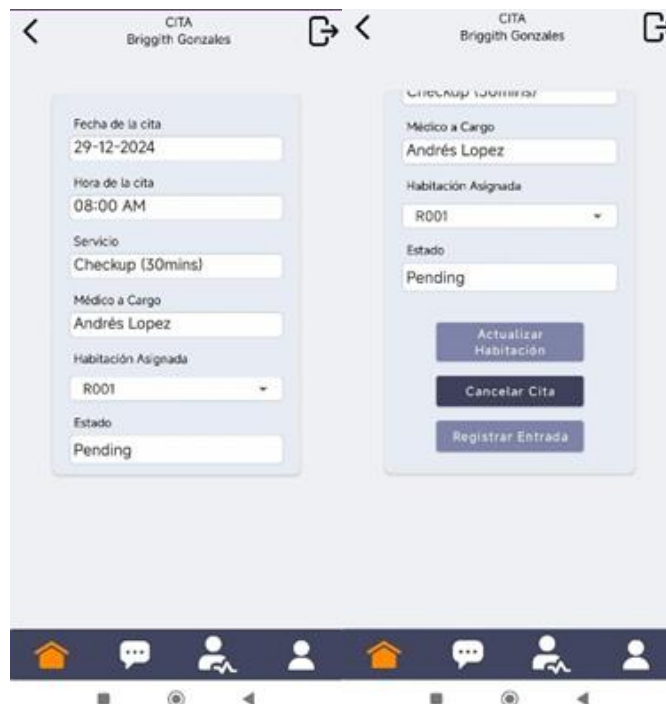 CITA
Briggith Gonzales
Fecha de la cita
29-12-2024
Hora de la cita
08:00 AM
Servicio
Checkup (30mins)
Médico a Cargo
Andrés Lopez
Habitación Asignada
R001
Estado
Pending
CITA
Briggith Gonzales
Checkup (30mins)
Médico a Cargo
Andrés Lopez
Habitación Asignada
R001
Estado
Pending
Actualizar
Habitación
Cancelar Cita
Registrar Entrada